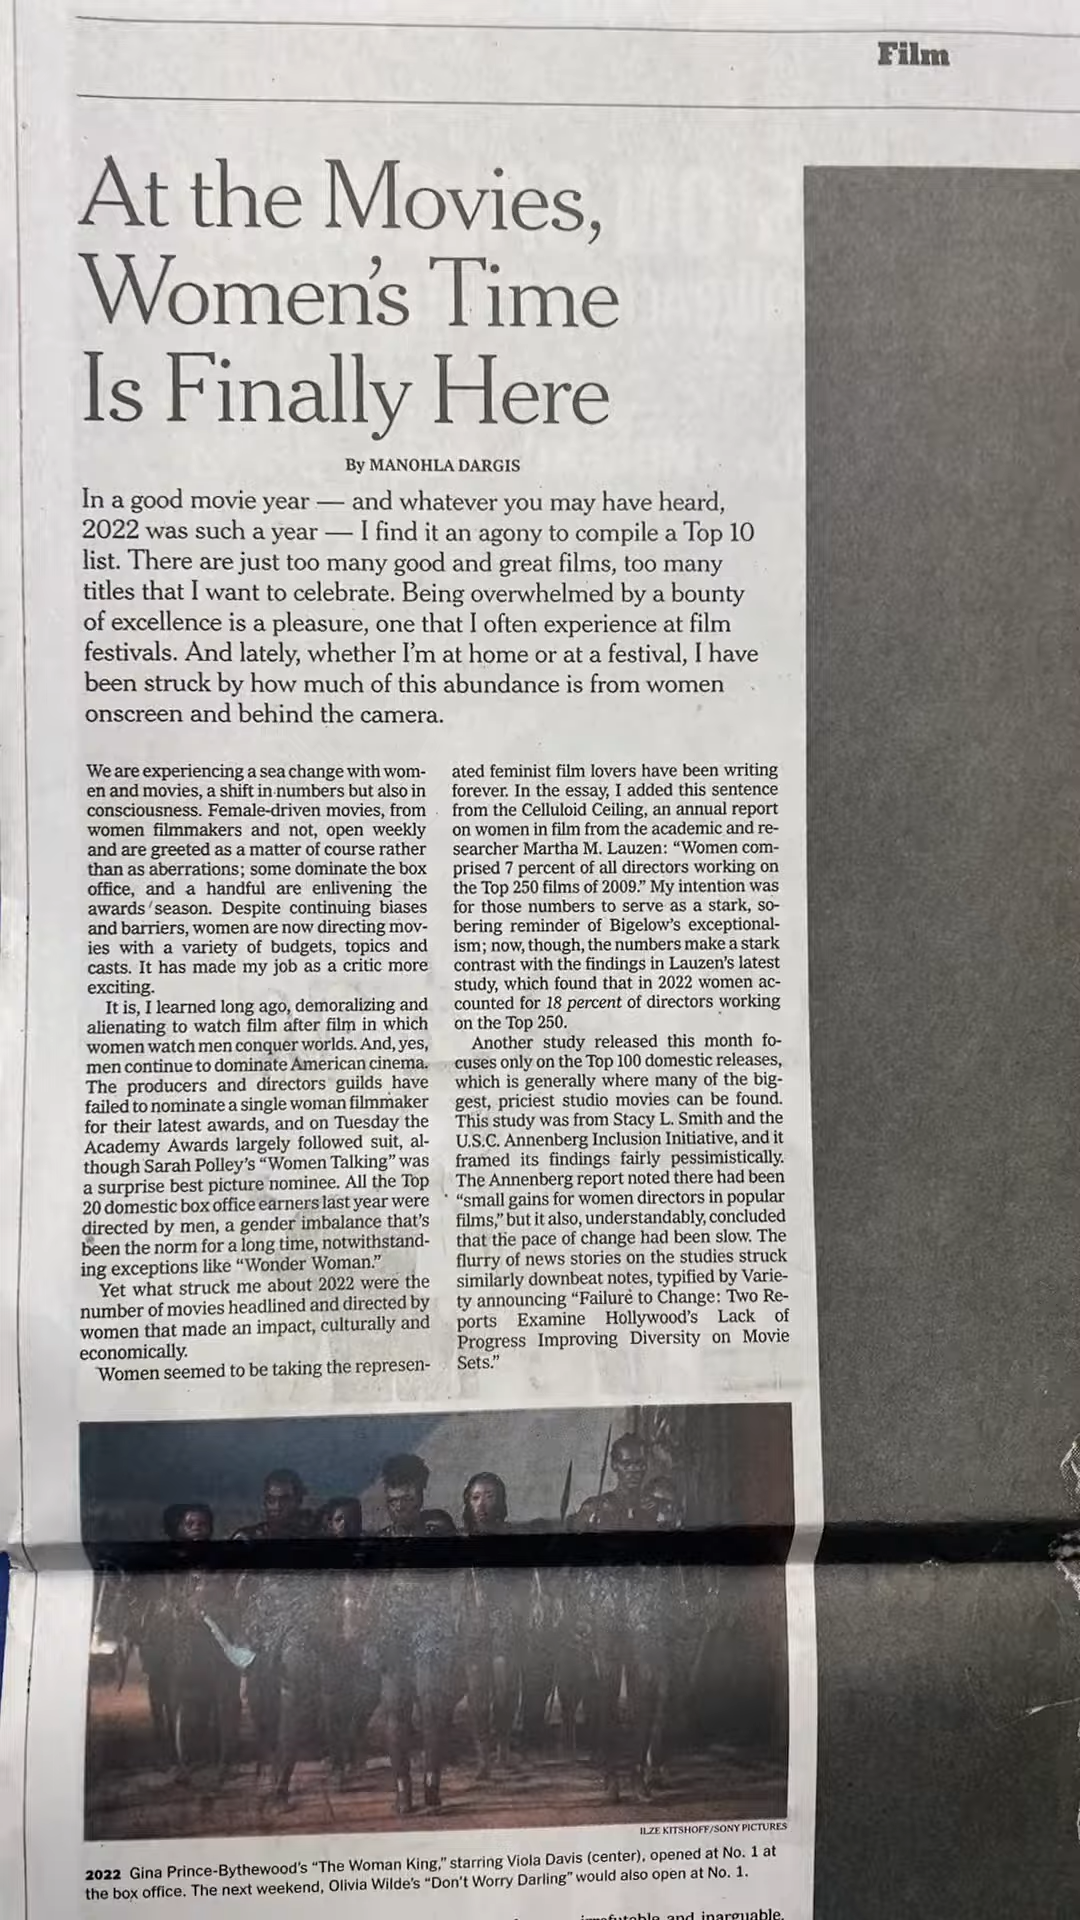 Film
At the Movies,
Women's Time
Is Finally Here
By MANOHLA DARGIS
In a good movie year — and whatever you may have heard,
2022 was such a year — I find it an agony to compile a Top 10
list. There are just too many good and great films, too many
titles that I want to celebrate. Being overwhelmed by a bounty
of excellence is a pleasure, one that I often experience at film
festivals. And lately, whether I'm at home or at a festival, I have
been struck by how much of this abundance is from women
onscreen and behind the camera.
We are experiencing a sea change with wom-
en and movies, a shift in numbers but also in
consciousness. Female-driven movies, from
women filmmakers and not, open weekly
and are greeted as a matter of course rather
than as aberrations; some dominate the box
office, and a handful are enlivening the
awards season. Despite continuing biases
and barriers, women are now directing mov-
ies with a variety of budgets, topics and
casts. It has made my job as a critic more
exciting.
It is, I learned long ago, demoralizing and
alienating to watch film after film in which
women watch men conquer worlds. And, yes,
men continue to dominate American cinema.
The producers and directors guilds have
failed to nominate a single woman filmmaker
for their latest awards, and on Tuesday the
Academy Awards largely followed suit, al-
though Sarah Polley's “Women Talking” was
a surprise best picture nominee. All the Top
20 domestic box office earners last year were
directed by men, a gender imbalance that's
been the norm for a long time, notwithstand-
ing exceptions like “Wonder Woman.”
Yet what struck me about 2022 were the
number of movies headlined and directed by
women that made an impact, culturally and
economically.
Women seemed to be taking the represen-
ated feminist film lovers have been writing
forever. In the essay, I added this sentence
from the Celluloid Ceiling, an annual report
on women in film from the academic and re-
searcher Martha M. Lauzen: “Women com-
prised 7 percent of all directors working on
the Top 250 films of 2009.” My intention was
for those numbers to serve as a stark, so-
bering reminder of Bigelow's exceptional-
ism; now, though, the numbers make a stark
contrast with the findings in Lauzen's latest
study, which found that in 2022 women ac-
counted for 18 percent of directors working
on the Top 250.
Another study released this month fo-
cuses only on the Top 100 domestic releases,
which is generally where many of the big-
gest, priciest studio movies can be found.
This study was from Stacy L. Smith and the
U.S.C. Annenberg Inclusion Initiative, and it
framed its findings fairly pessimistically.
The Annenberg report noted there had been
“small gains for women directors in popular
films,” but it also, understandably, concluded
that the pace of change had been slow. The
flurry of news stories on the studies struck
similarly downbeat notes, typified by Varie-
ty announcing “Failure to Change: Two Re-
ports Examine Hollywood's Lack of
Progress Improving Diversity on Movie
Sets.”
ILZE KITSHOFF/SONY PICTURES
2022 Gina Prince-Bythewood's “The Woman King,” starring Viola Davis (center), opened at No. 1 at
the box office. The next weekend, Olivia Wilde's “Don't Worry Darling” would also open at No. 1.
and inarguable,